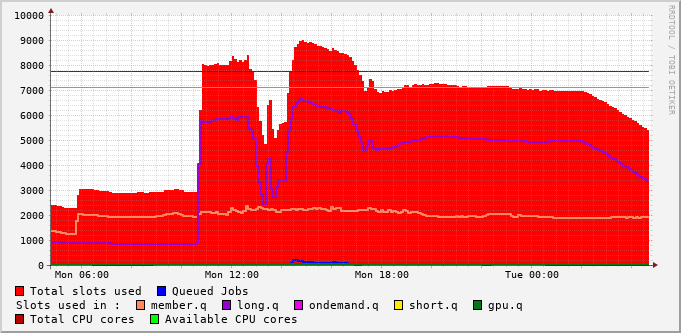 10000
9000
8000
7000
6000
5000
4000
3000
2000
1000
0
Mon 06:00 Mon 12:00 Mon 18:00 Tue 00:00
Total slots used Queued Jobs
Slots used in : member.q long.q ondemand.q short.q gpu.q
Total CPU cores Available CPU cores
RRDTOOL / TOBI OETIKER